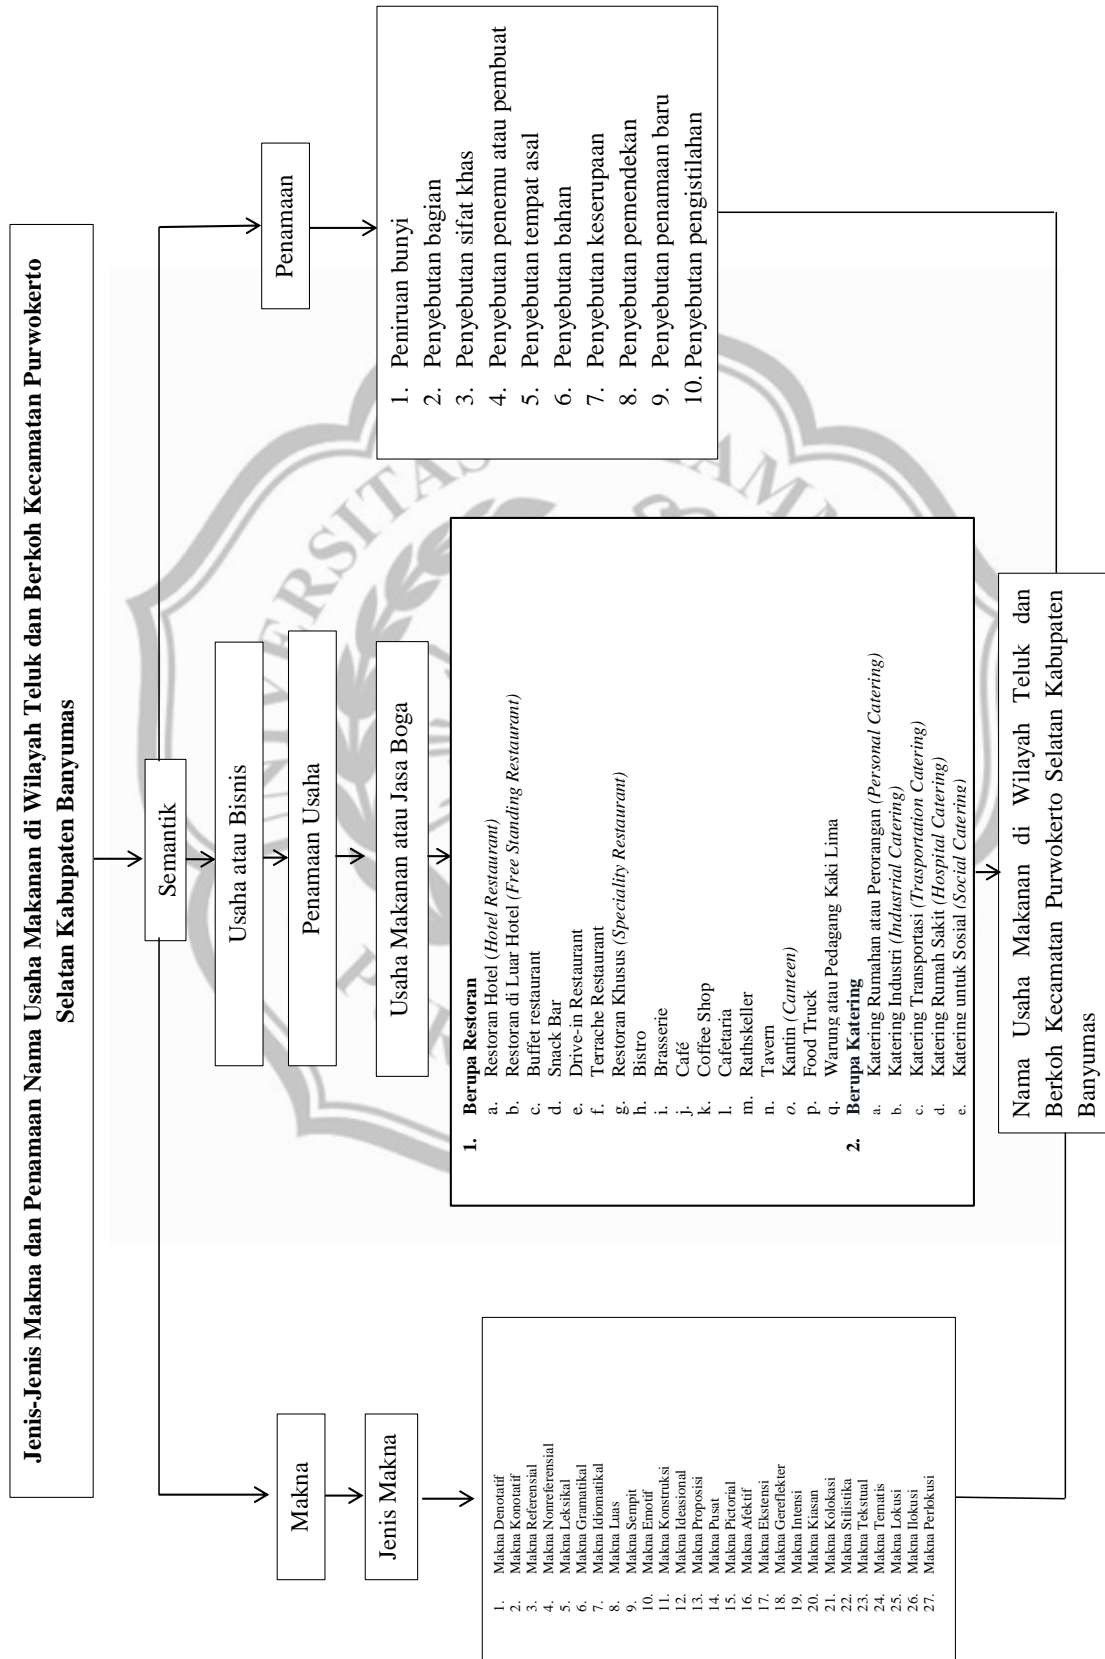 Jenis-Jenis Makna dan Penamaan Nama Usaha Makanan di Wilayah Teluk dan Berkoh Kecamatan Purwokerto
Selatan Kabupaten Banyumas
Semantik
Makna
Jenis Makna
1. Makna Denotatif
2. Makna Konotatif
3. Makna Referensial
4. Makna Nonreferensial
5. Makna Leksikal
6. Makna Gramatikal
7. Makna Idiomatikal
8. Makna Luas
9. Makna Sempit
10. Makna Emotif
11. Makna Konstruksi
12. Makna Ideasional
13. Makna Proposisi
14. Makna Pusat
15. Makna Pictorial
16. Makna Afektif
17. Makna Ekstensi
18. Makna Gereflekter
19. Makna Intensi
20. Makna Kiasan
21. Makna Kolokasi
22. Makna Stilistika
23. Makna Tekstual
24. Makna Tematis
25. Makna Lokusi
26. Makna Ilokusi
27. Makna Perlokusi
Usaha atau Bisnis
Penamaan Usaha
Usaha Makanan atau Jasa Boga
1. Berupa Restoran
a. Restoran Hotel (Hotel Restaurant)
b. Restoran di Luar Hotel (Free Standing Restaurant)
c. Buffet restaurant
d. Snack Bar
e. Drive-in Restaurant
f. Terrache Restaurant
g. Restoran Khusus (Speciality Restaurant)
h. Bistro
i. Brasserie
j. Café
k. Coffee Shop
l. Cafetaria
m. Rathskeller
n. Tavern
o. Kantin (Canteen)
p. Food Truck
q. Warung atau Pedagang Kaki Lima
2. Berupa Katering
a. Katering Rumahan atau Perorangan (Personal Catering)
b. Katering Industri (Industrial Catering)
c. Katering Transportasi (Trasportation Catering)
d. Katering Rumah Sakit (Hospital Catering)
e. Katering untuk Sosial (Social Catering)
Penamaan
1. Peniruan bunyi
2. Penyebutan bagian
3. Penyebutan sifat khas
4. Penyebutan penemu atau pembuat
5. Penyebutan tempat asal
6. Penyebutan bahan
7. Penyebutan keserupaan
8. Penyebutan pemendekan
9. Penyebutan penamaan baru
10. Penyebutan pengistilahan
Nama Usaha Makanan di Wilayah Teluk dan
Berkoh Kecamatan Purwokerto Selatan Kabupaten
Banyumas